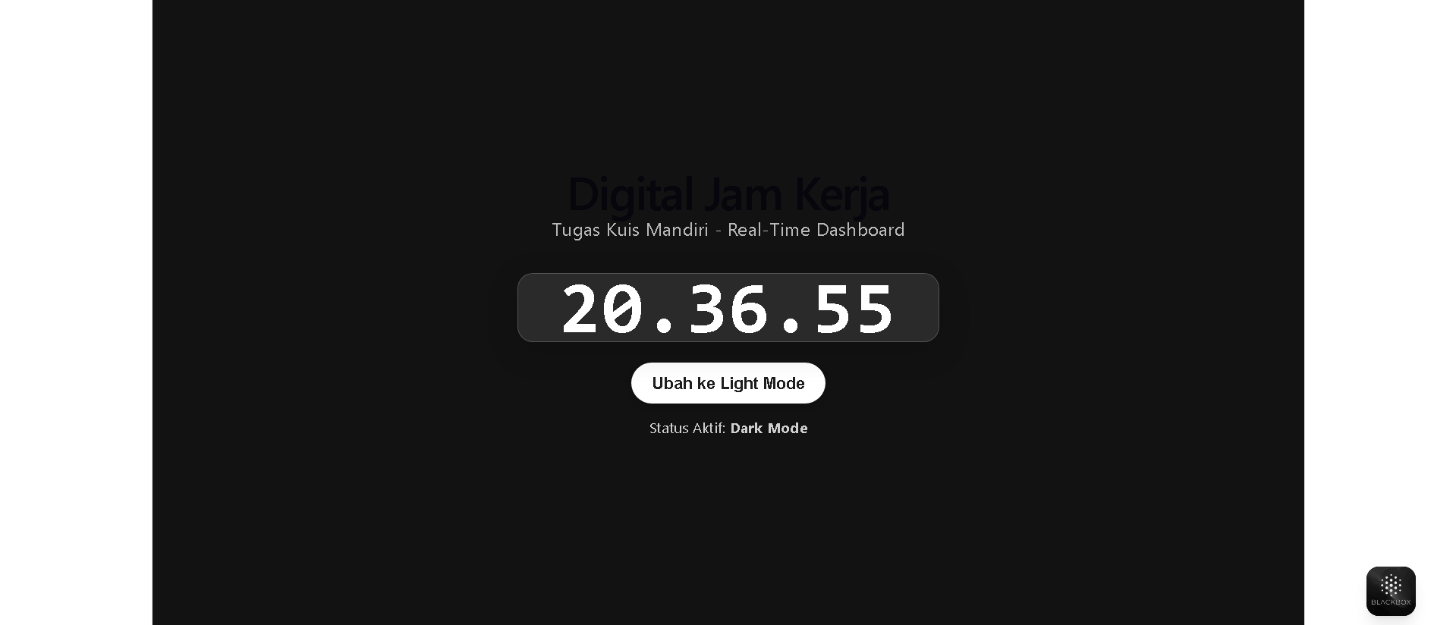 Digital Jam Kerja
Tugas Kuis Mandiri - Real-Time Dashboard
20.36.55
Ubah ke Light Mode
Status Aktif: Dark Mode
BLACKBOX